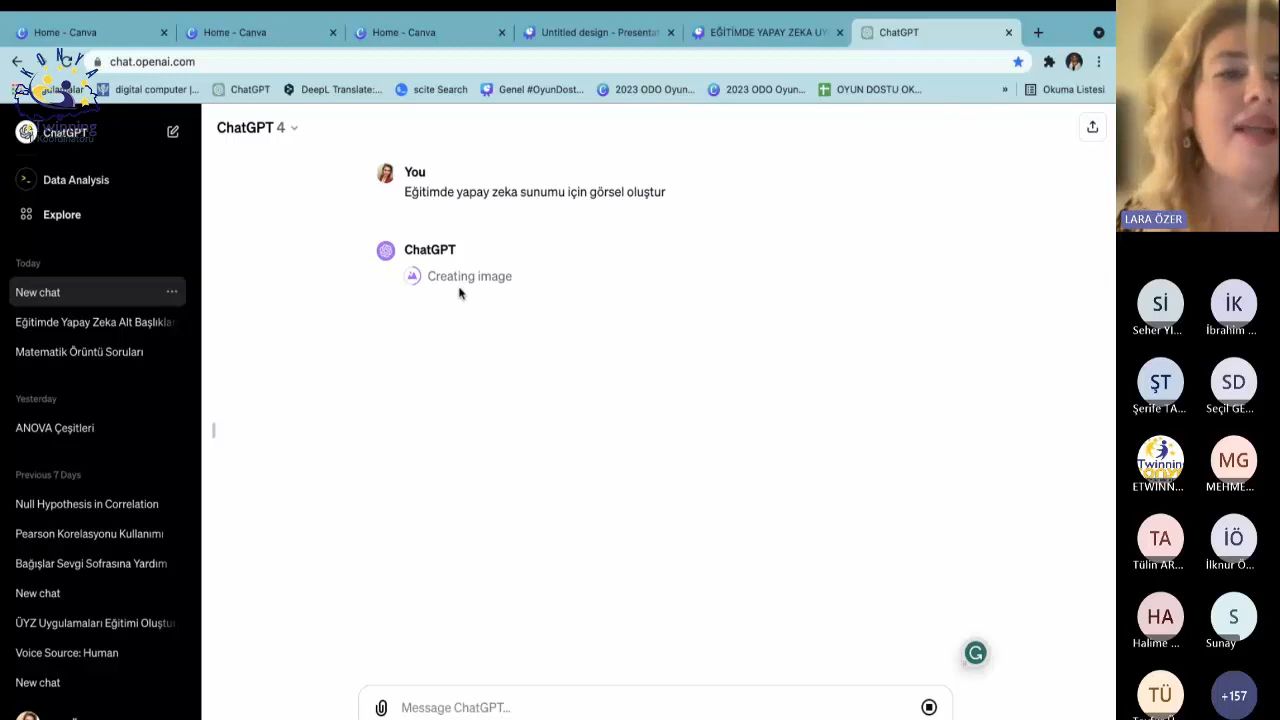 Home - Canva
Home - Canva
Home - Canva
Untitled design - Presentat
EĞİTİMDE YAPAY ZEKA UY
ChatGPT
chat.openai.com
digital computer |...
ChatGPT
DeepL Translate:...
scite Search
Genel #OyunDost...
2023 ODO Oyun...
2023 ODO Oyun...
OYUN DOSTU OK...
»
Okuma Listesi
KONYA
Twinning
Koordinatörü
ChatGPT
Data Analysis
Explore
Today
New chat
Eğitimde Yapay Zeka Alt Başlıkla
Matematik Örüntü Soruları
Yesterday
ANOVA Çeşitleri
Previous 7 Days
Null Hypothesis in Correlation
Pearson Korelasyonu Kullanımı
Bağışlar Sevgi Sofrasına Yardım
New chat
ÜYZ Uygulamaları Eğitimi Oluştu
Voice Source: Human
New chat
ChatGPT 4
You
Eğitimde yapay zeka sunumu için görsel oluştur
ChatGPT
Creating image
Message ChatGPT...
LARA ÖZER
Sİ
Seher YI...
İK
İbrahim ...
ŞT
Şerife TA...
SD
Seçil GE...
Twinning
ETWINN...
MG
MEHME...
TA
Tülin AR...
İÖ
İlknur Ö...
HA
Halime ...
S
Sunay
TÜ
+157